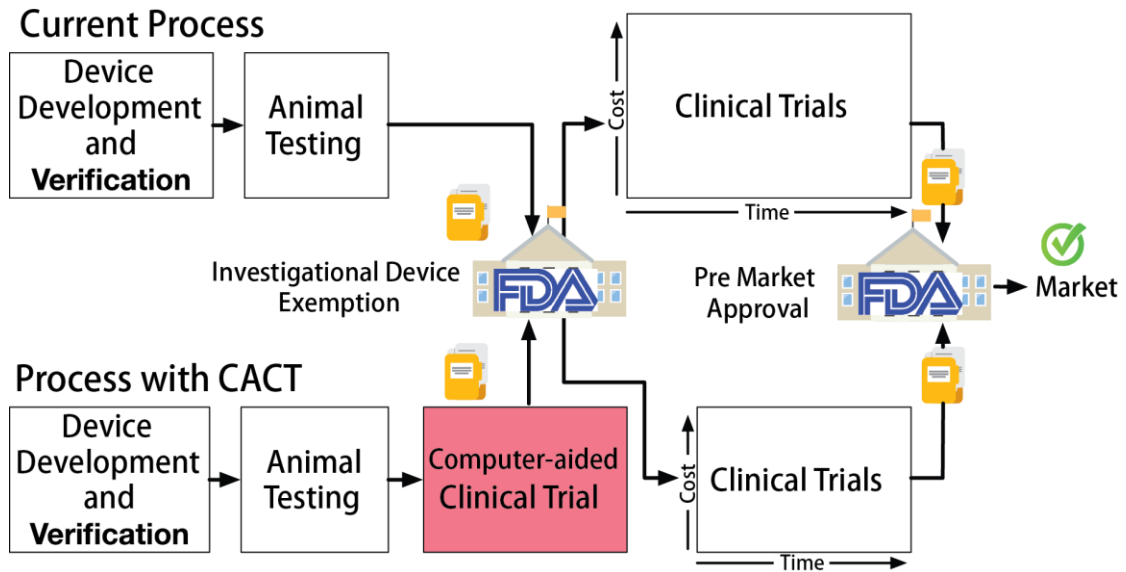 Current Process
Device
Development
and
Verification
Animal
Testing
Cost
Clinical Trials
Time
Investigational Device
Exemption
FDA
Pre Market
Approval
FDA
Market
Process with CACT
Device
Development
and
Verification
Animal
Testing
Computer-aided
Clinical Trial
Cost
Clinical Trials
Time